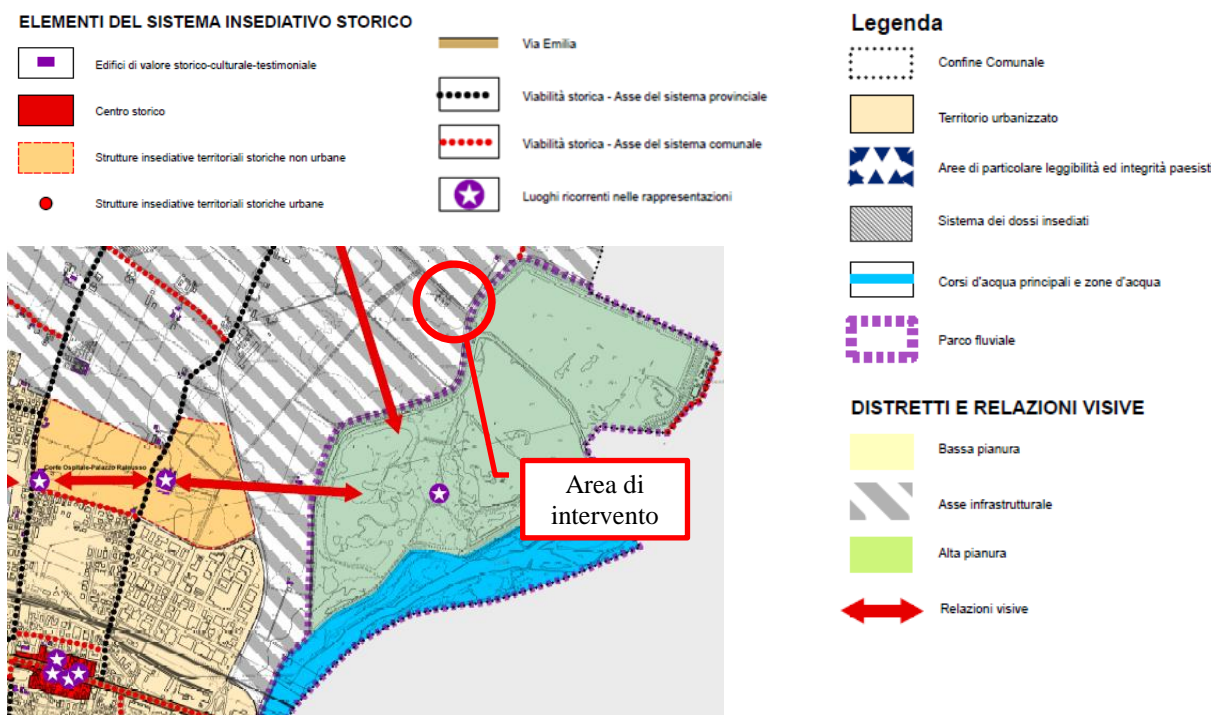 ELEMENTI DEL SISTEMA INSEDIATIVO STORICO
Edifici di valore storico-culturale-testimoniale
Centro storico
Strutture insediative territoriali storiche non urbane
Strutture insediative territoriali storiche urbane
Via Emilia
Viabilità storica - Asse del sistema provinciale
Viabilità storica - Asse del sistema comunale
Luoghi ricorrenti nelle rappresentazioni
Legenda
Confine Comunale
Territorio urbanizzato
Aree di particolare leggibilità ed integrità paesist
Sistema dei dossi insediati
Corsi d'acqua principali e zone d'acqua
Parco fluviale
DISTRETTI E RELAZIONI VISIVE
Bassa pianura
Asse infrastrutturale
Alta pianura
Relazioni visive
Corte Ospitale-Palazzo Rainusso
Area di
intervento